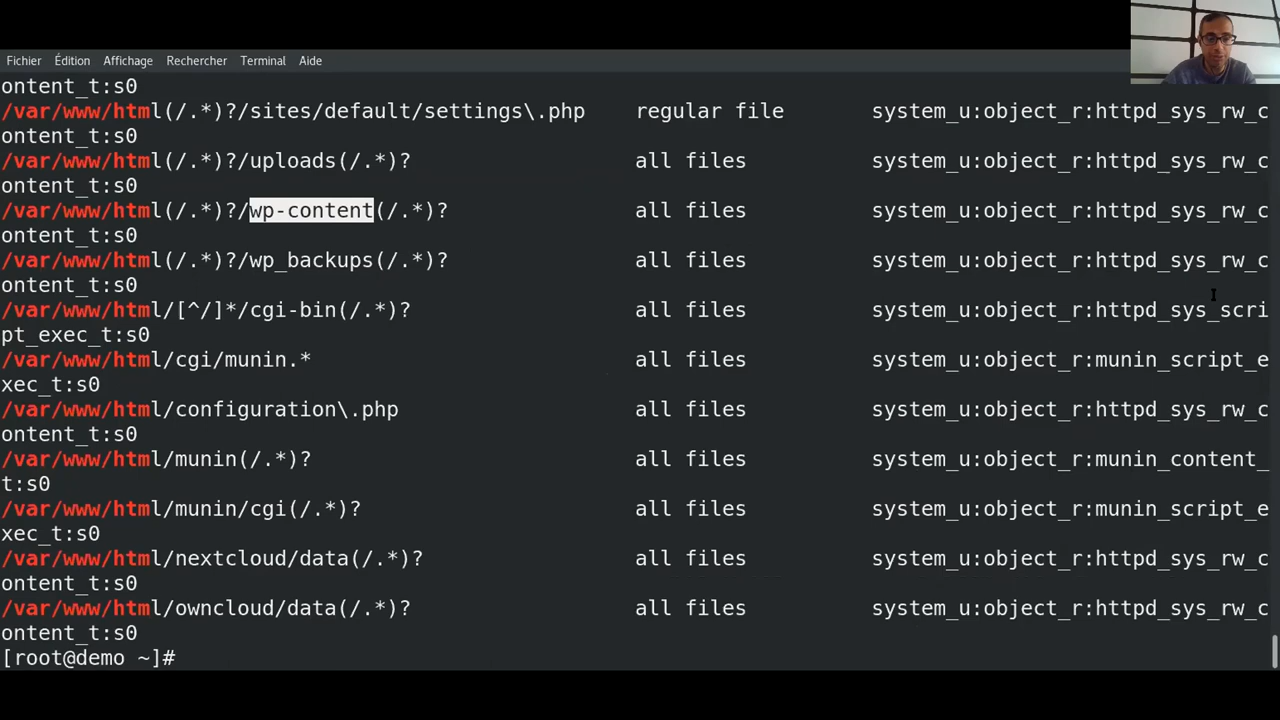 Fichier Édition Affichage Rechercher Terminal Aide
ontent_t:s0
/var/www/html(/.*)?/sites/default/settings\.php regular file system_u:object_r:httpd_sys_rw_c
ontent_t:s0
/var/www/html(/.*)?/uploads(/.*)? all files system_u:object_r:httpd_sys_rw_c
ontent_t:s0
/var/www/html(/.*)?/wp-content(/.*)? all files system_u:object_r:httpd_sys_rw_c
ontent_t:s0
/var/www/html(/.*)?/wp_backups(/.*)? all files system_u:object_r:httpd_sys_rw_c
ontent_t:s0
/var/www/html/[^/]*/cgi-bin(/.*)? all files system_u:object_r:httpd_sys_scri
pt_exec_t:s0
/var/www/html/cgi/munin.* all files system_u:object_r:munin_script_e
xec_t:s0
/var/www/html/configuration\.php all files system_u:object_r:httpd_sys_rw_c
ontent_t:s0
/var/www/html/munin(/.*)? all files system_u:object_r:munin_content_
t:s0
/var/www/html/munin/cgi(/.*)? all files system_u:object_r:munin_script_e
xec_t:s0
/var/www/html/nextcloud/data(/.*)? all files system_u:object_r:httpd_sys_rw_c
ontent_t:s0
/var/www/html/owncloud/data(/.*)? all files system_u:object_r:httpd_sys_rw_c
ontent_t:s0
[root@demo ~]#